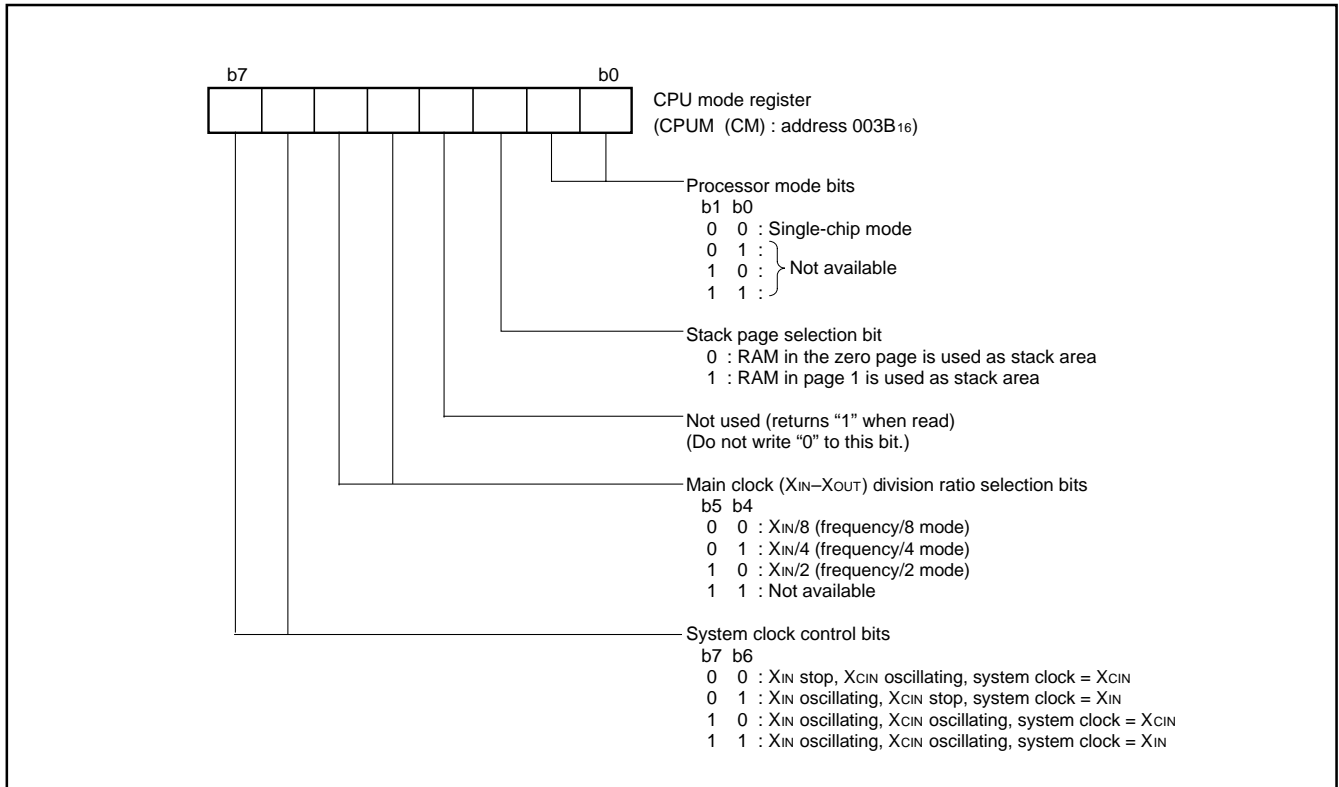 b7 b0
CPU mode register
(CPUM (CM) : address 003B16)
Processor mode bits
b1 b0
0 0 : Single-chip mode
0 1 :
1 0 : Not available
1 1 :
Stack page selection bit
0 : RAM in the zero page is used as stack area
1 : RAM in page 1 is used as stack area
Not used (returns “1” when read)
(Do not write “0” to this bit.)
Main clock (XIN–XOUT) division ratio selection bits
b5 b4
0 0 : XIN/8 (frequency/8 mode)
0 1 : XIN/4 (frequency/4 mode)
1 0 : XIN/2 (frequency/2 mode)
1 1 : Not available
System clock control bits
b7 b6
0 0 : XIN stop, XCIN oscillating, system clock = XCIN
0 1 : XIN oscillating, XCIN stop, system clock = XIN
1 0 : XIN oscillating, XCIN oscillating, system clock = XCIN
1 1 : XIN oscillating, XCIN oscillating, system clock = XIN